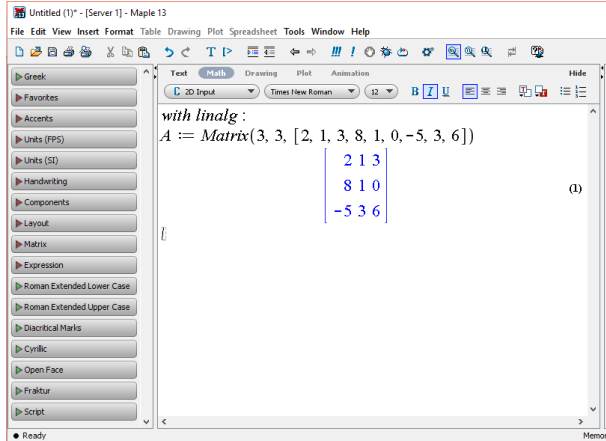 Untitled (1)* - [Server 1] - Maple 13
File Edit View Insert Format Table Drawing Plot Spreadsheet Tools Window Help
Text Math Drawing Plot Animation Hide
C 2D Input Times New Roman 12 B I U
Greek
Favorites
Accents
Units (FPS)
Units (SI)
Handwriting
Components
Layout
Matrix
Expression
Roman Extended Lower Case
Roman Extended Upper Case
Diacritical Marks
Cyrillic
Open Face
Fraktur
Script
with linalg :
A := Matrix(3, 3, [2, 1, 3, 8, 1, 0, -5, 3, 6])
2 1 3
8 1 0
-5 3 6
(1)
Ready
Memor